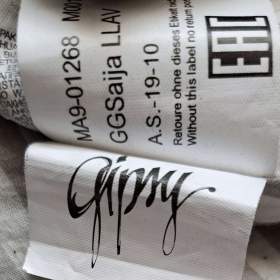 MA9-01268
GGSaija LLAV
A.S.-19-10
Retoure ohne dieses Etikett
Without this label no return
EAC
Gipsy